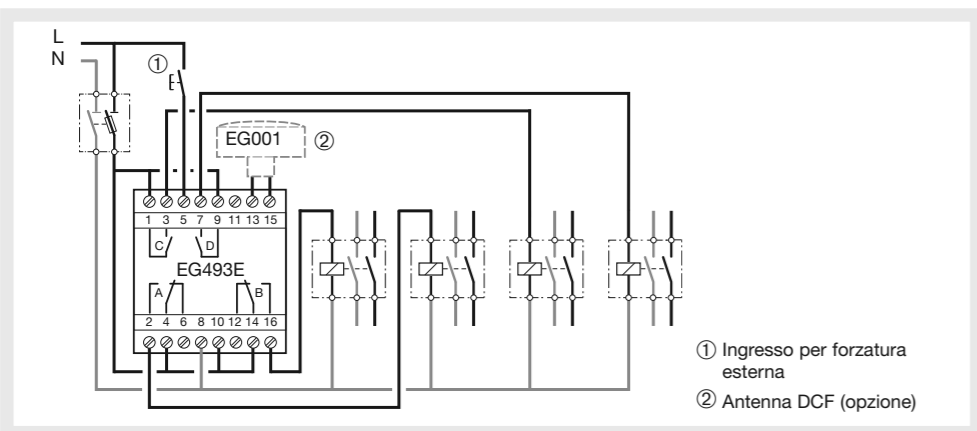 L
N
①
EG001 ②
1 3 5 7 9 11 13 15
C D
EG493E
A B
2 4 6 8 10 12 14 16
① Ingresso per forzatura
esterna
② Antenna DCF (opzione)